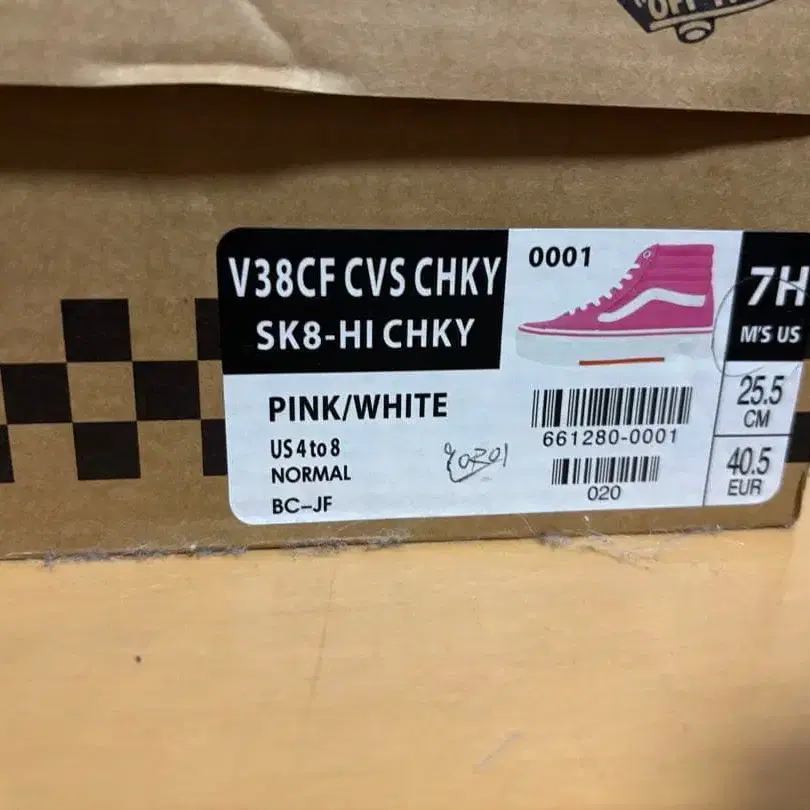 "OFF
V38CF CVS CHKY
SK8-HI CHKY
0001
7H
M'S US
PINK/WHITE
US 4 to 8
NORMAL
BC-JF
661280-0001
020
25.5
CM
40.5
EUR